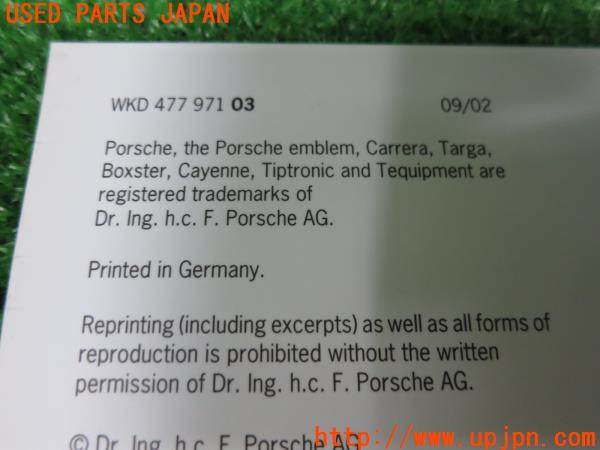 USED PARTS JAPAN
WKD 477 971 03 09/02
Porsche, the Porsche emblem, Carrera, Targa,
Boxster, Cayenne, Tiptronic and Tequipment are
registered trademarks of
Dr. Ing. h.c. F. Porsche AG.
Printed in Germany.
Reprinting (including excerpts) as well as all forms of
reproduction is prohibited without the written
permission of Dr. Ing. h.c. F. Porsche AG.
© Dr. Ing. h.c. F. Porsche AG
http://www.upjpn.com